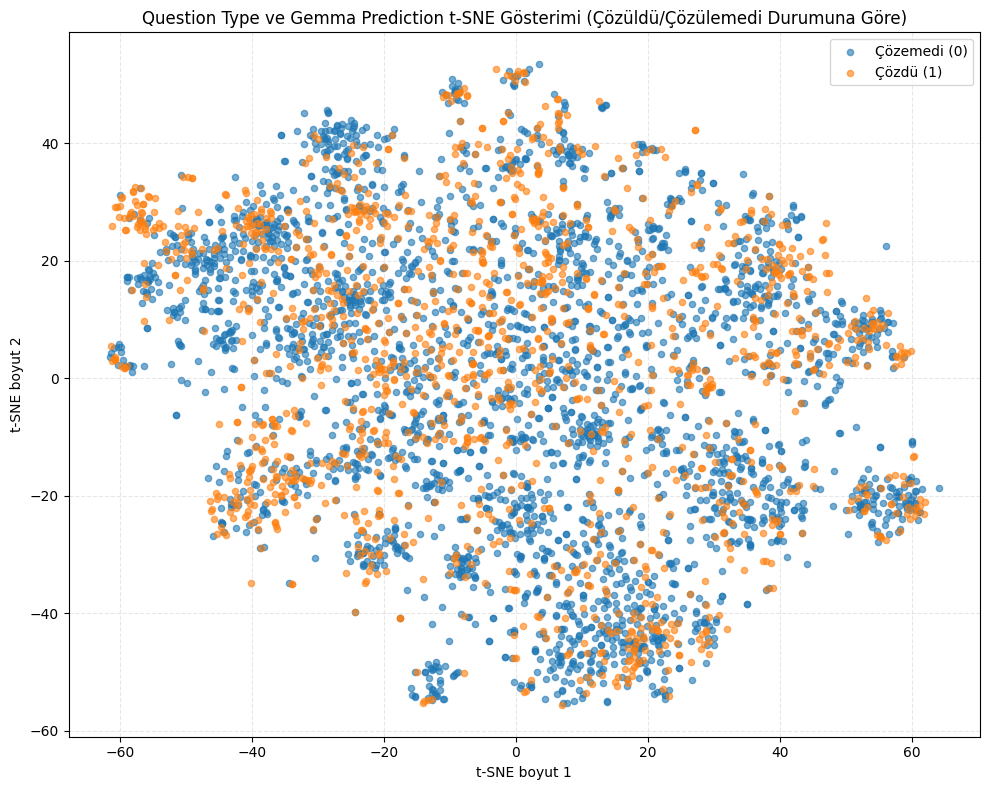 Question Type ve Gemma Prediction t-SNE Gösterimi (Çözüldü/Çözülemedi Durumuna Göre)
Çözemedi (0)
Çözdü (1)
t-SNE boyut 2
40
20
0
−20
−40
−60
−60 −40 −20 0 20 40 60
t-SNE boyut 1